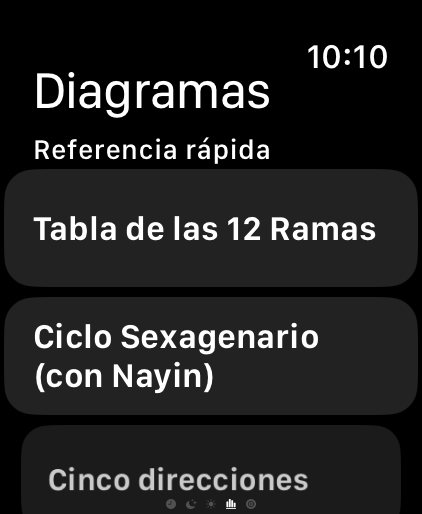 10:10
Diagramas
Referencia rápida
Tabla de las 12 Ramas
Ciclo Sexagenario
(con Nayin)
Cinco direcciones